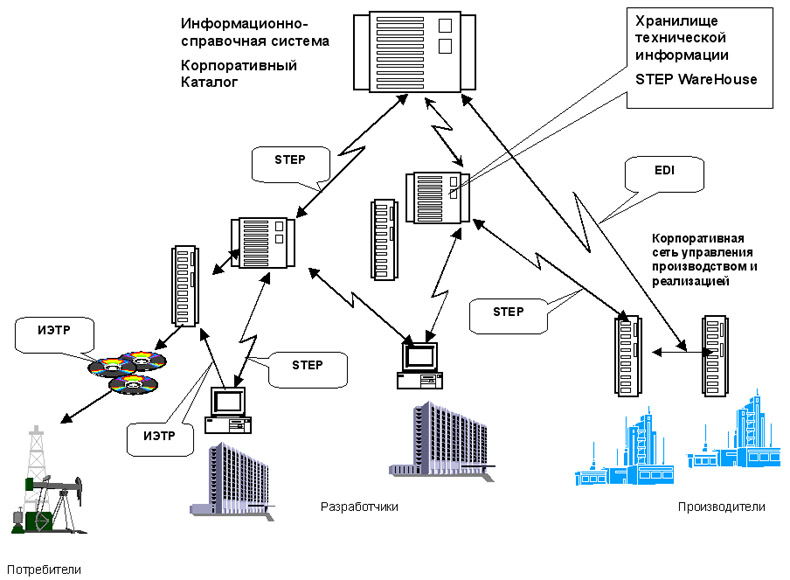 Информационно-
справочная система
Корпоративный
Каталог
Хранилище
технической
информации
STEP WareHouse
STEP
EDI
Корпоративная
сеть управления
производством и
реализацией
STEP
ИЭТР
STEP
ИЭТР
Разработчики
Производители
Потребители